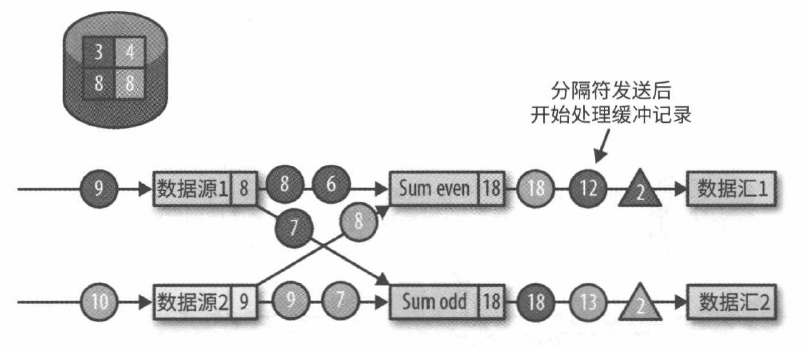 3 4
8 8
分隔符发送后
开始处理缓冲记录
9 数据源1 8 8 6 Sum even 18 18 12 2 数据汇1
7 8
10 数据源2 9 9 7 Sum odd 18 18 13 2 数据汇2